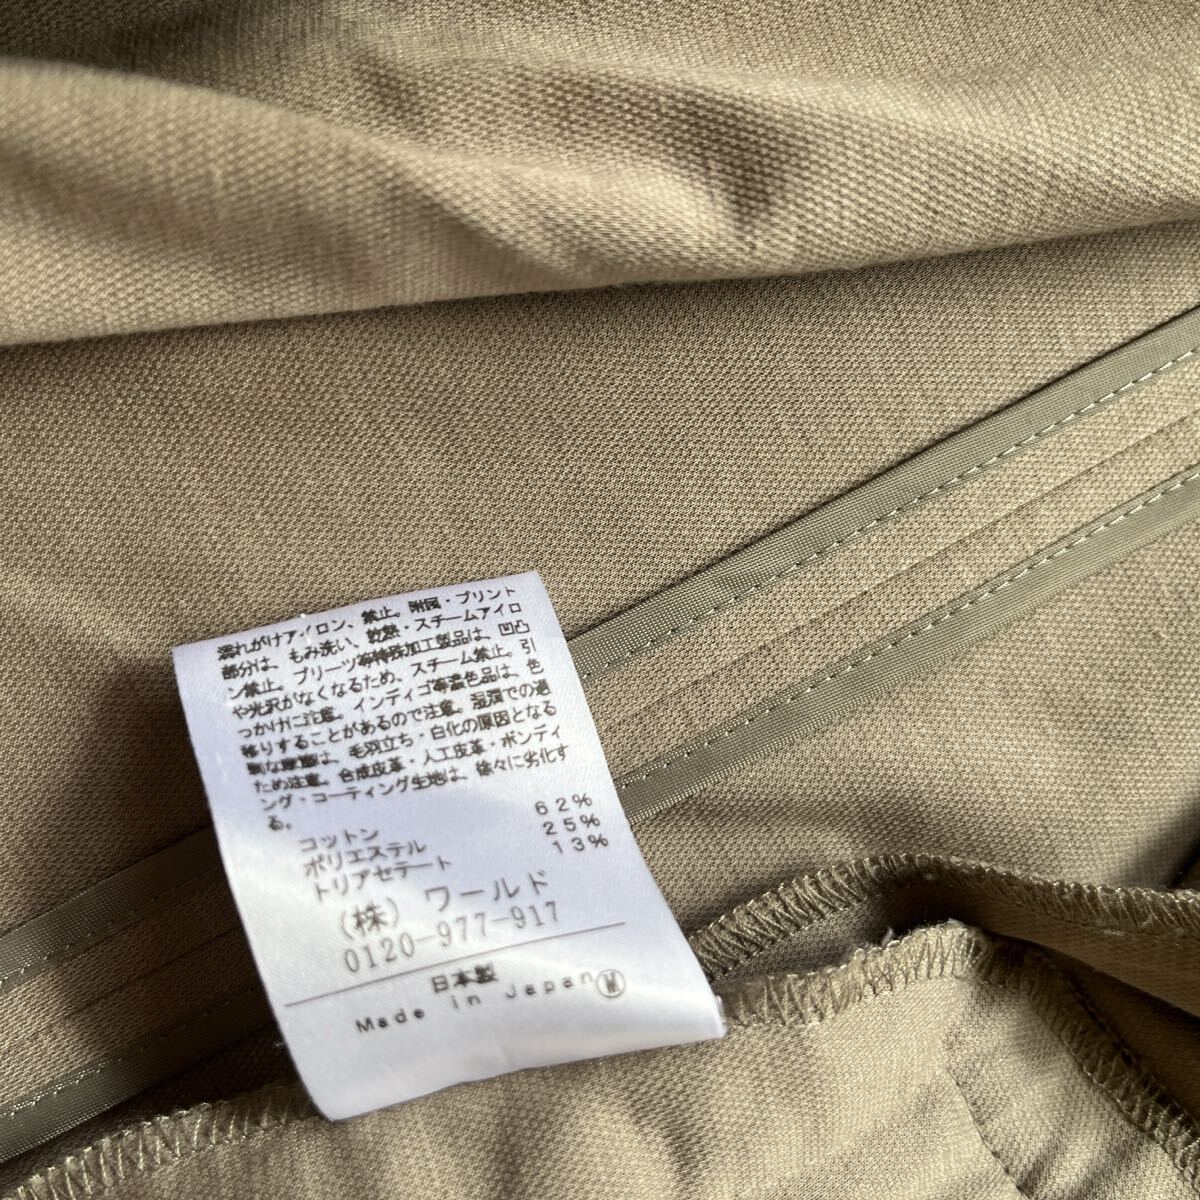 濡れがけアイロン、禁止。附図・プリント
部分は、もみ洗い、乾熱・スチームアイロ
ン禁止。プリーツ等特殊加工製品は、凹凸
や光沢がなくなるため、スチーム禁止。引
っかけに注意。インディゴ等濃色品は、色
移りすることがあるので注意。湿潤での過
な摩擦は、毛羽立ち・白化の原因となる
ため注意。合成皮革・人工皮革・ボンディ
ング・コーティング生地は、徐々に劣化す
る。
コットン 62%
ポリエステル 25%
トリアセテート 13%
(株) ワールド
0120-977-917
日本製
Made in Japan Ⓦ